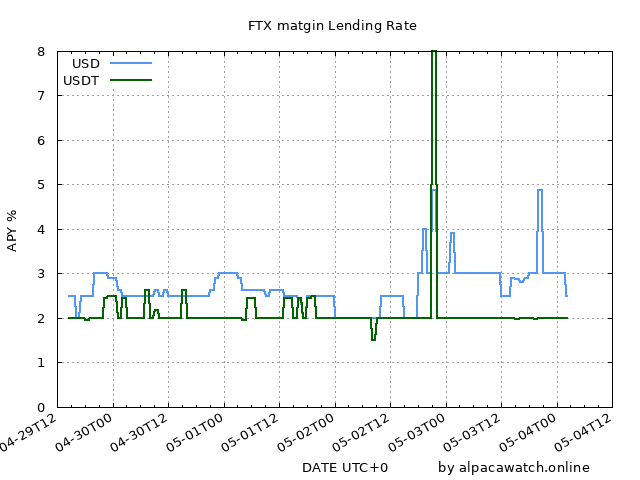 FTX matgin Lending Rate
USD
USDT
APY %
8
7
6
5
4
3
2
1
0
04-29T12
04-30T00
04-30T12
05-01T00
05-01T12
05-02T00
05-02T12
05-03T00
05-03T12
05-04T00
05-04T12
DATE UTC+0 by alpacawatch.online